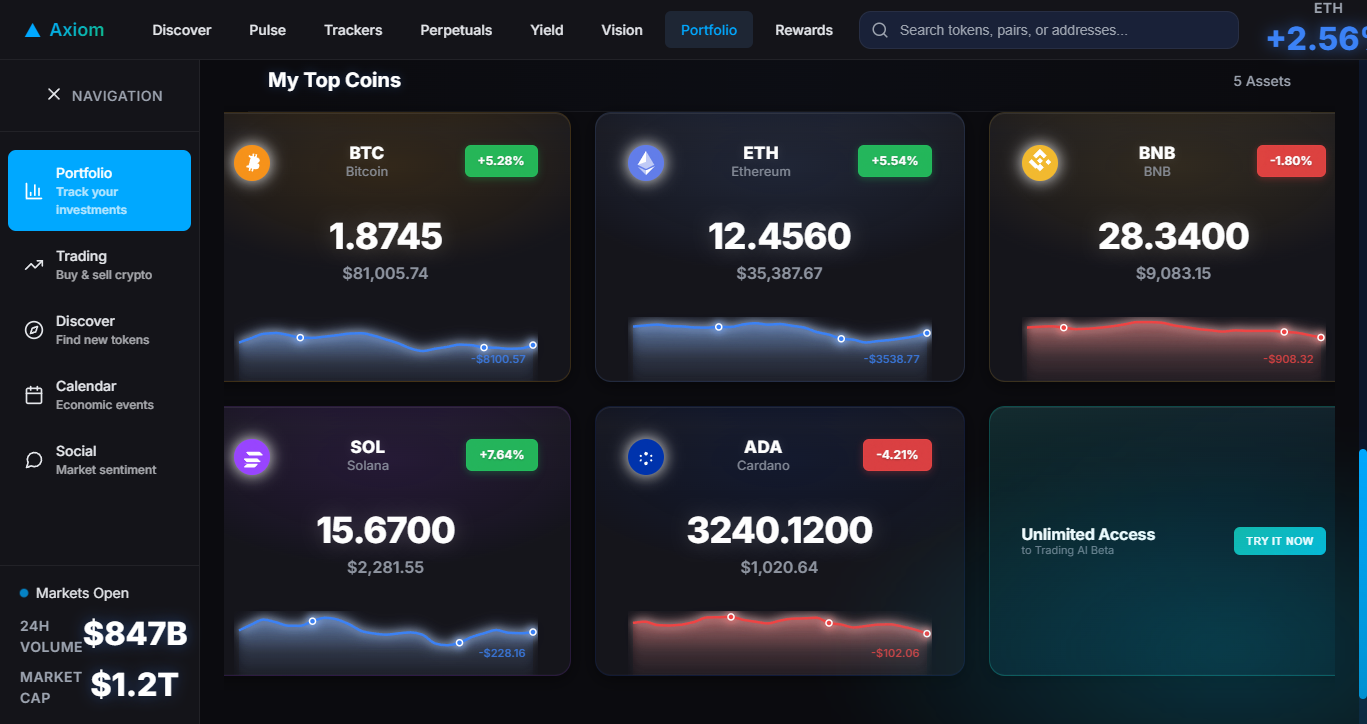 Axiom
Discover
Pulse
Trackers
Perpetuals
Yield
Vision
Portfolio
Rewards
Search tokens, pairs, or addresses...
ETH
+2.56%
NAVIGATION
Portfolio
Track your
investments
Trading
Buy & sell crypto
Discover
Find new tokens
Calendar
Economic events
Social
Market sentiment
Markets Open
24H
VOLUME
$847B
MARKET
CAP
$1.2T
My Top Coins
5 Assets
BTC
Bitcoin
+5.28%
1.8745
$81,005.74
-$8100.57
ETH
Ethereum
+5.54%
12.4560
$35,387.67
-$3538.77
BNB
BNB
-1.80%
28.3400
$9,083.15
-$908.32
SOL
Solana
+7.64%
15.6700
$2,281.55
-$228.16
ADA
Cardano
-4.21%
3240.1200
$1,020.64
-$102.06
Unlimited Access
to Trading AI Beta
TRY IT NOW